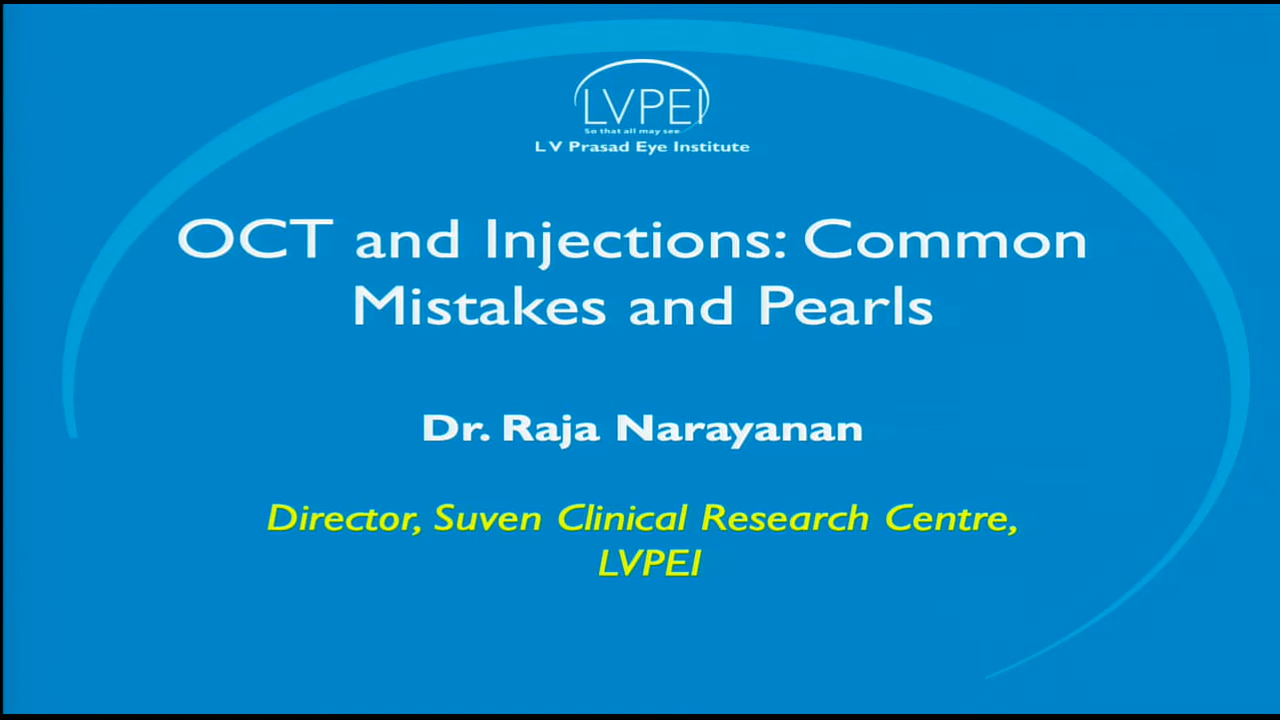 LVPEI
So that all may see
L V Prasad Eye Institute
OCT and Injections: Common
Mistakes and Pearls
Dr. Raja Narayanan
Director, Suven Clinical Research Centre,
LVPEI